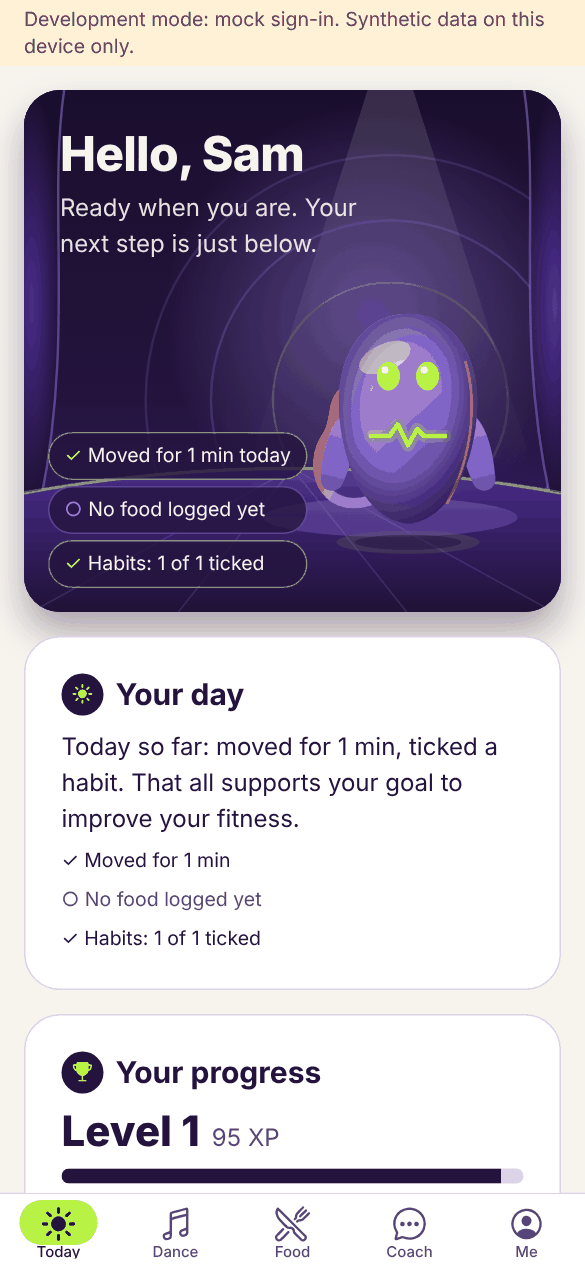 Development mode: mock sign-in. Synthetic data on this
device only.
Hello, Sam
Ready when you are. Your
next step is just below.
Moved for 1 min today
No food logged yet
Habits: 1 of 1 ticked
Your day
Today so far: moved for 1 min, ticked a
habit. That all supports your goal to
improve your fitness.
Moved for 1 min
No food logged yet
Habits: 1 of 1 ticked
Your progress
Level 1 95 XP
Today Dance Food Coach Me